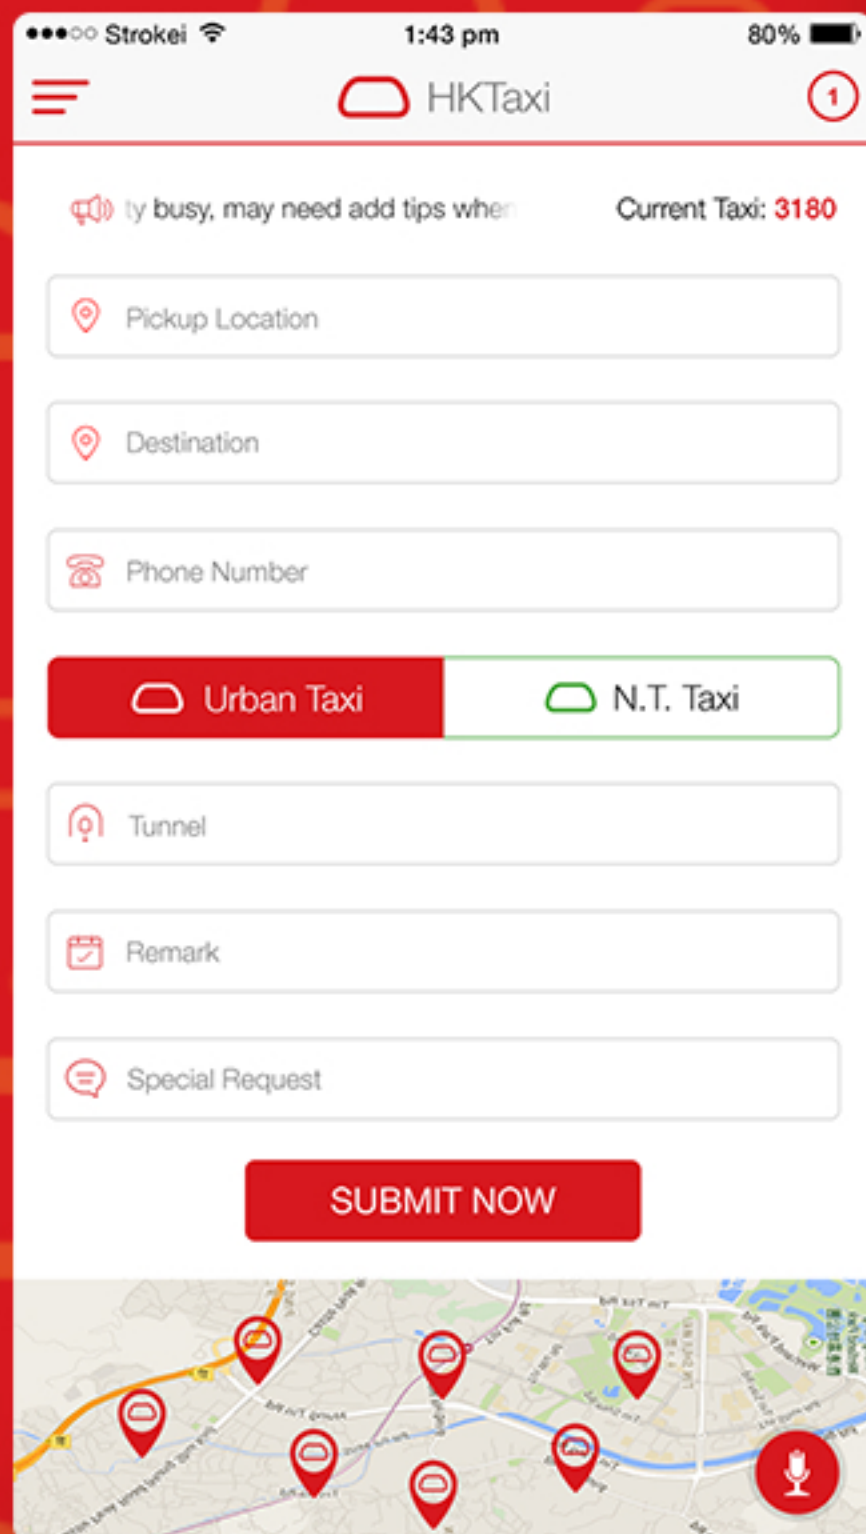 Strokei 1:43 pm 80%
HKTaxi 1
ty busy, may need add tips when Current Taxi: 3180
Pickup Location
Destination
Phone Number
Urban Taxi N.T. Taxi
Tunnel
Remark
Special Request
SUBMIT NOW